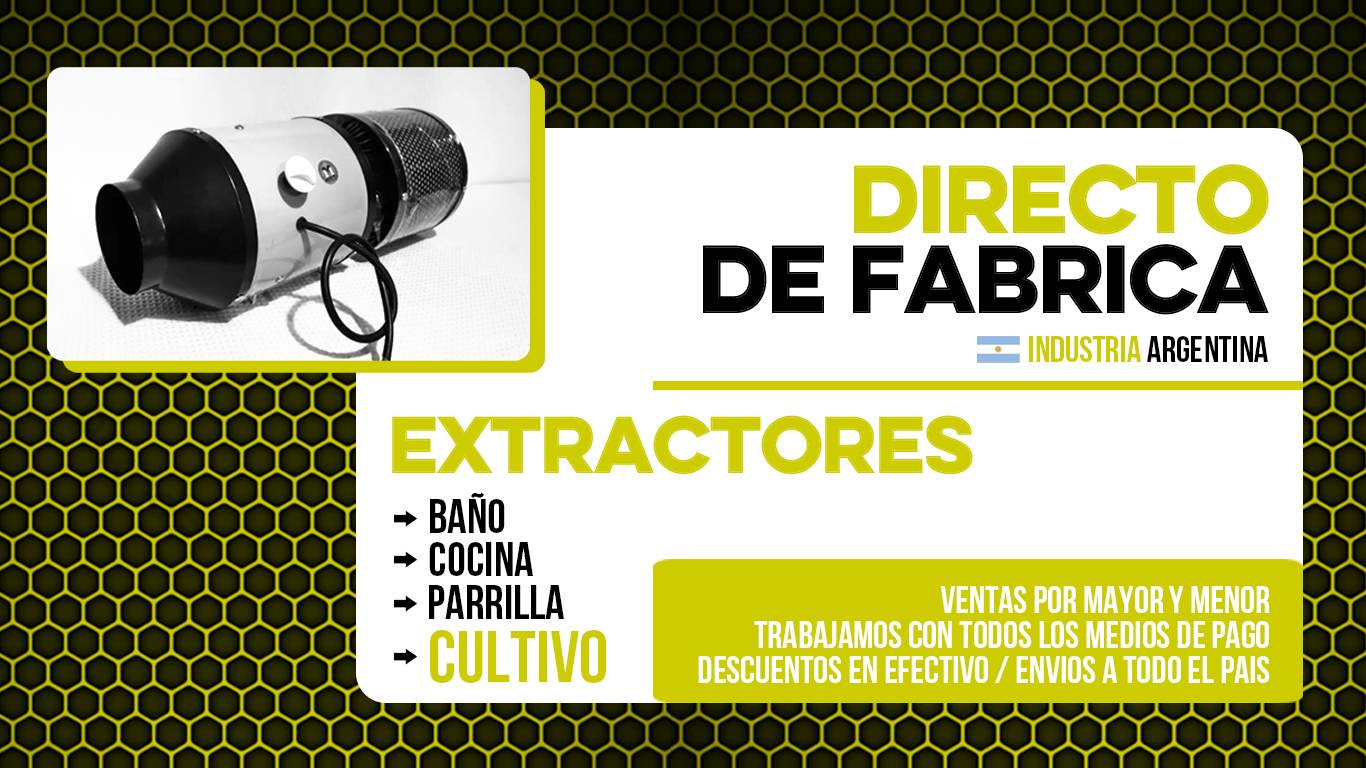 DIRECTO
DE FABRICA
INDUSTRIA ARGENTINA
EXTRACTORES
BAÑO
COCINA
PARRILLA
CULTIVO
VENTAS POR MAYOR Y MENOR
TRABAJAMOS CON TODOS LOS MEDIOS DE PAGO
DESCUENTOS EN EFECTIVO / ENVIOS A TODO EL PAIS